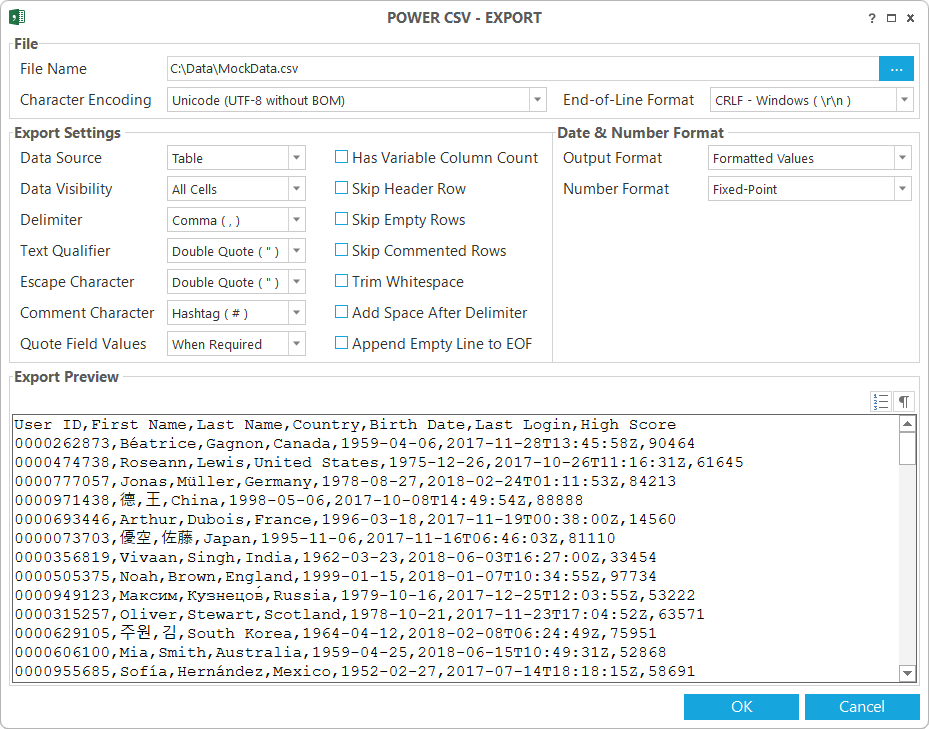 POWER CSV - EXPORT
?
File
File Name C:\Data\MockData.csv ...
Character Encoding Unicode (UTF-8 without BOM) End-of-Line Format CRLF - Windows ( \r\n )
Export Settings Date & Number Format
Data Source Table Has Variable Column Count Output Format Formatted Values
Data Visibility All Cells Skip Header Row Number Format Fixed-Point
Delimiter Comma ( , ) Skip Empty Rows
Text Qualifier Double Quote ( " ) Skip Commented Rows
Escape Character Double Quote ( " ) Trim Whitespace
Comment Character Hashtag ( # ) Add Space After Delimiter
Quote Field Values When Required Append Empty Line to EOF
Export Preview
¶
User ID,First Name,Last Name,Country,Birth Date,Last Login,High Score
0000262873,Béatrice,Gagnon,Canada,1959-04-06,2017-11-28T13:45:58Z,90464
0000474738,Roseann,Lewis,United States,1975-12-26,2017-10-26T11:16:31Z,61645
0000777057,Jonas,Müller,Germany,1978-08-27,2018-02-24T01:11:53Z,84213
0000971438,德,王,China,1998-05-06,2017-10-08T14:49:54Z,88888
0000693446,Arthur,Dubois,France,1996-03-18,2017-11-19T00:38:00Z,14560
0000073703,優空,佐藤,Japan,1995-11-06,2017-11-16T06:46:03Z,81110
0000356819,Vivaan,Singh,India,1962-03-23,2018-06-03T16:27:00Z,33454
0000505375,Noah,Brown,England,1999-01-15,2018-01-07T10:34:55Z,97734
0000949123,Максим,Кузнецо́в,Russia,1979-10-16,2017-12-25T12:03:55Z,53222
0000315257,Oliver,Stewart,Scotland,1978-10-21,2017-11-23T17:04:52Z,63571
0000629105,주원,김,South Korea,1964-04-12,2018-02-08T06:24:49Z,75951
0000606100,Mia,Smith,Australia,1959-04-25,2018-06-15T10:49:31Z,52868
0000955685,Sofía,Hernández,Mexico,1952-02-27,2017-07-14T18:18:15Z,58691
OK Cancel